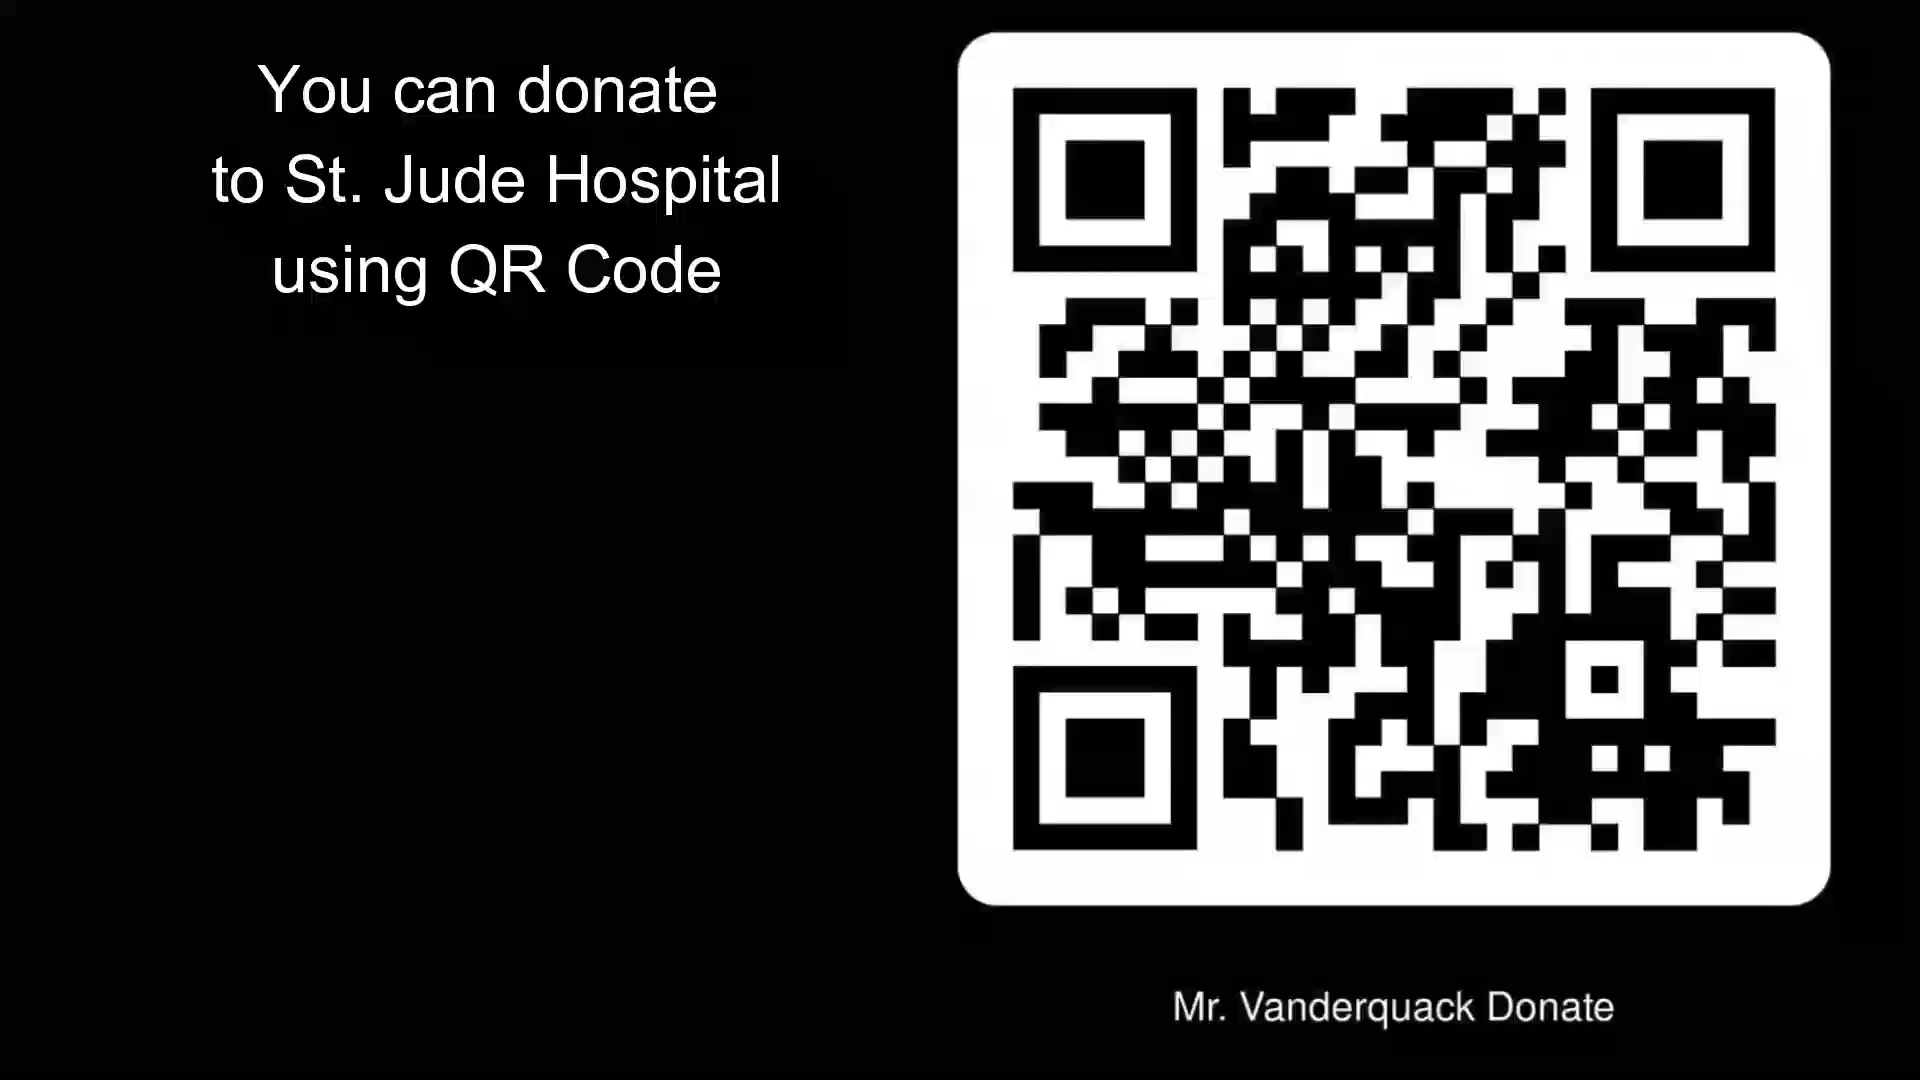 You can donate
to St. Jude Hospital
using QR Code
Mr. Vanderquack Donate